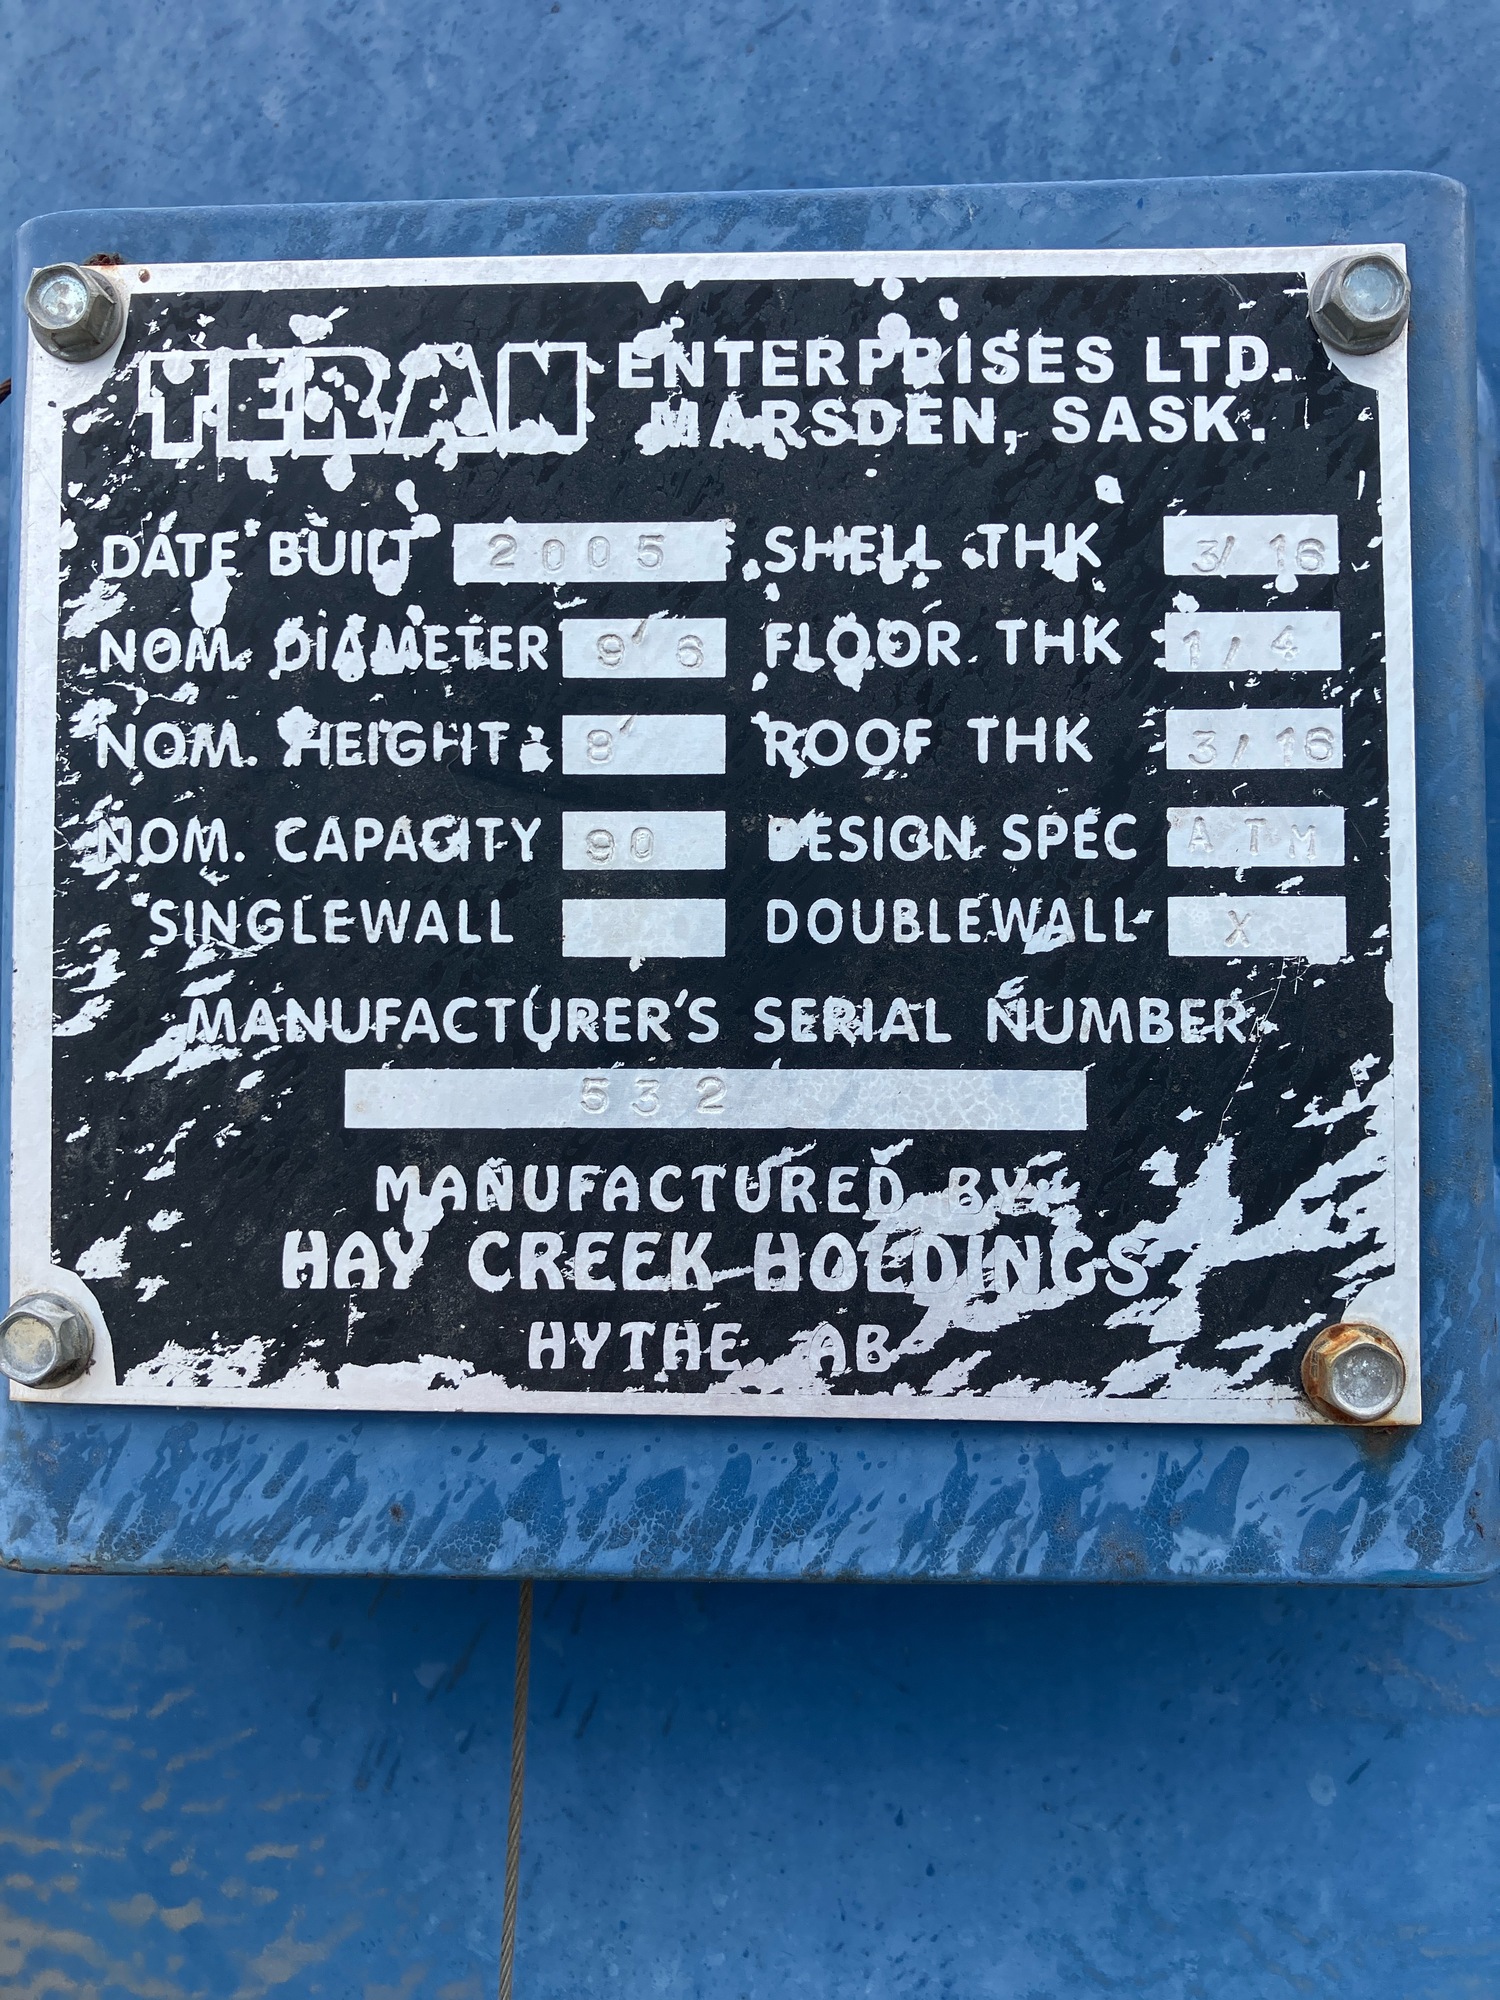 TERAN ENTERPRISES LTD.
MARSDEN, SASK.
DATE BUILT 2005 SHELL THK 3/16
NOM. DIAMETER 9' 6 FLOOR THK 1/4
NOM. HEIGHT 8' ROOF THK 3/16
NOM. CAPACITY 90 DESIGN SPEC ATM
SINGLEWALL DOUBLEWALL X
MANUFACTURER'S SERIAL NUMBER
532
MANUFACTURED BY:
HAY CREEK HOLDINGS
HYTHE, AB